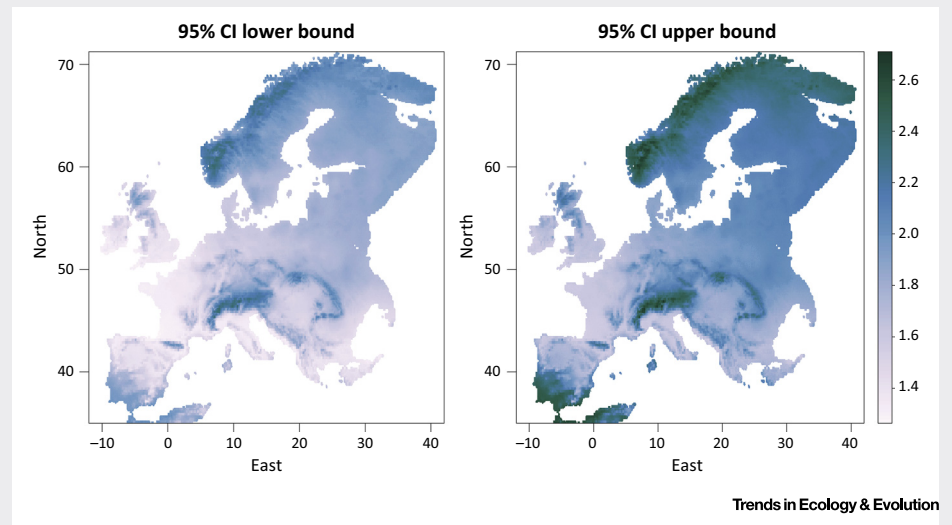 95% CI lower bound
95% CI upper bound
70
60
50
40
North
−10 0 10 20 30 40
East
70
60
50
40
North
−10 0 10 20 30 40
East
2.6
2.4
2.2
2.0
1.8
1.6
1.4
Trends in Ecology & Evolution